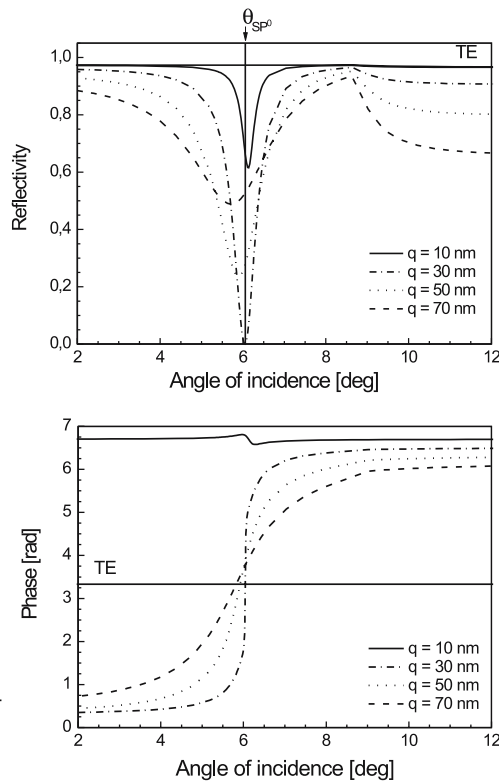 θSP⁰
TE
1,0
0,8
0,6
0,4
0,2
0,0
Reflectivity
q = 10 nm
q = 30 nm
q = 50 nm
q = 70 nm
2 4 6 8 10 12
Angle of incidence [deg]
7
6
5
4
3
2
1
0
Phase [rad]
TE
q = 10 nm
q = 30 nm
q = 50 nm
q = 70 nm
2 4 6 8 10 12
Angle of incidence [deg]